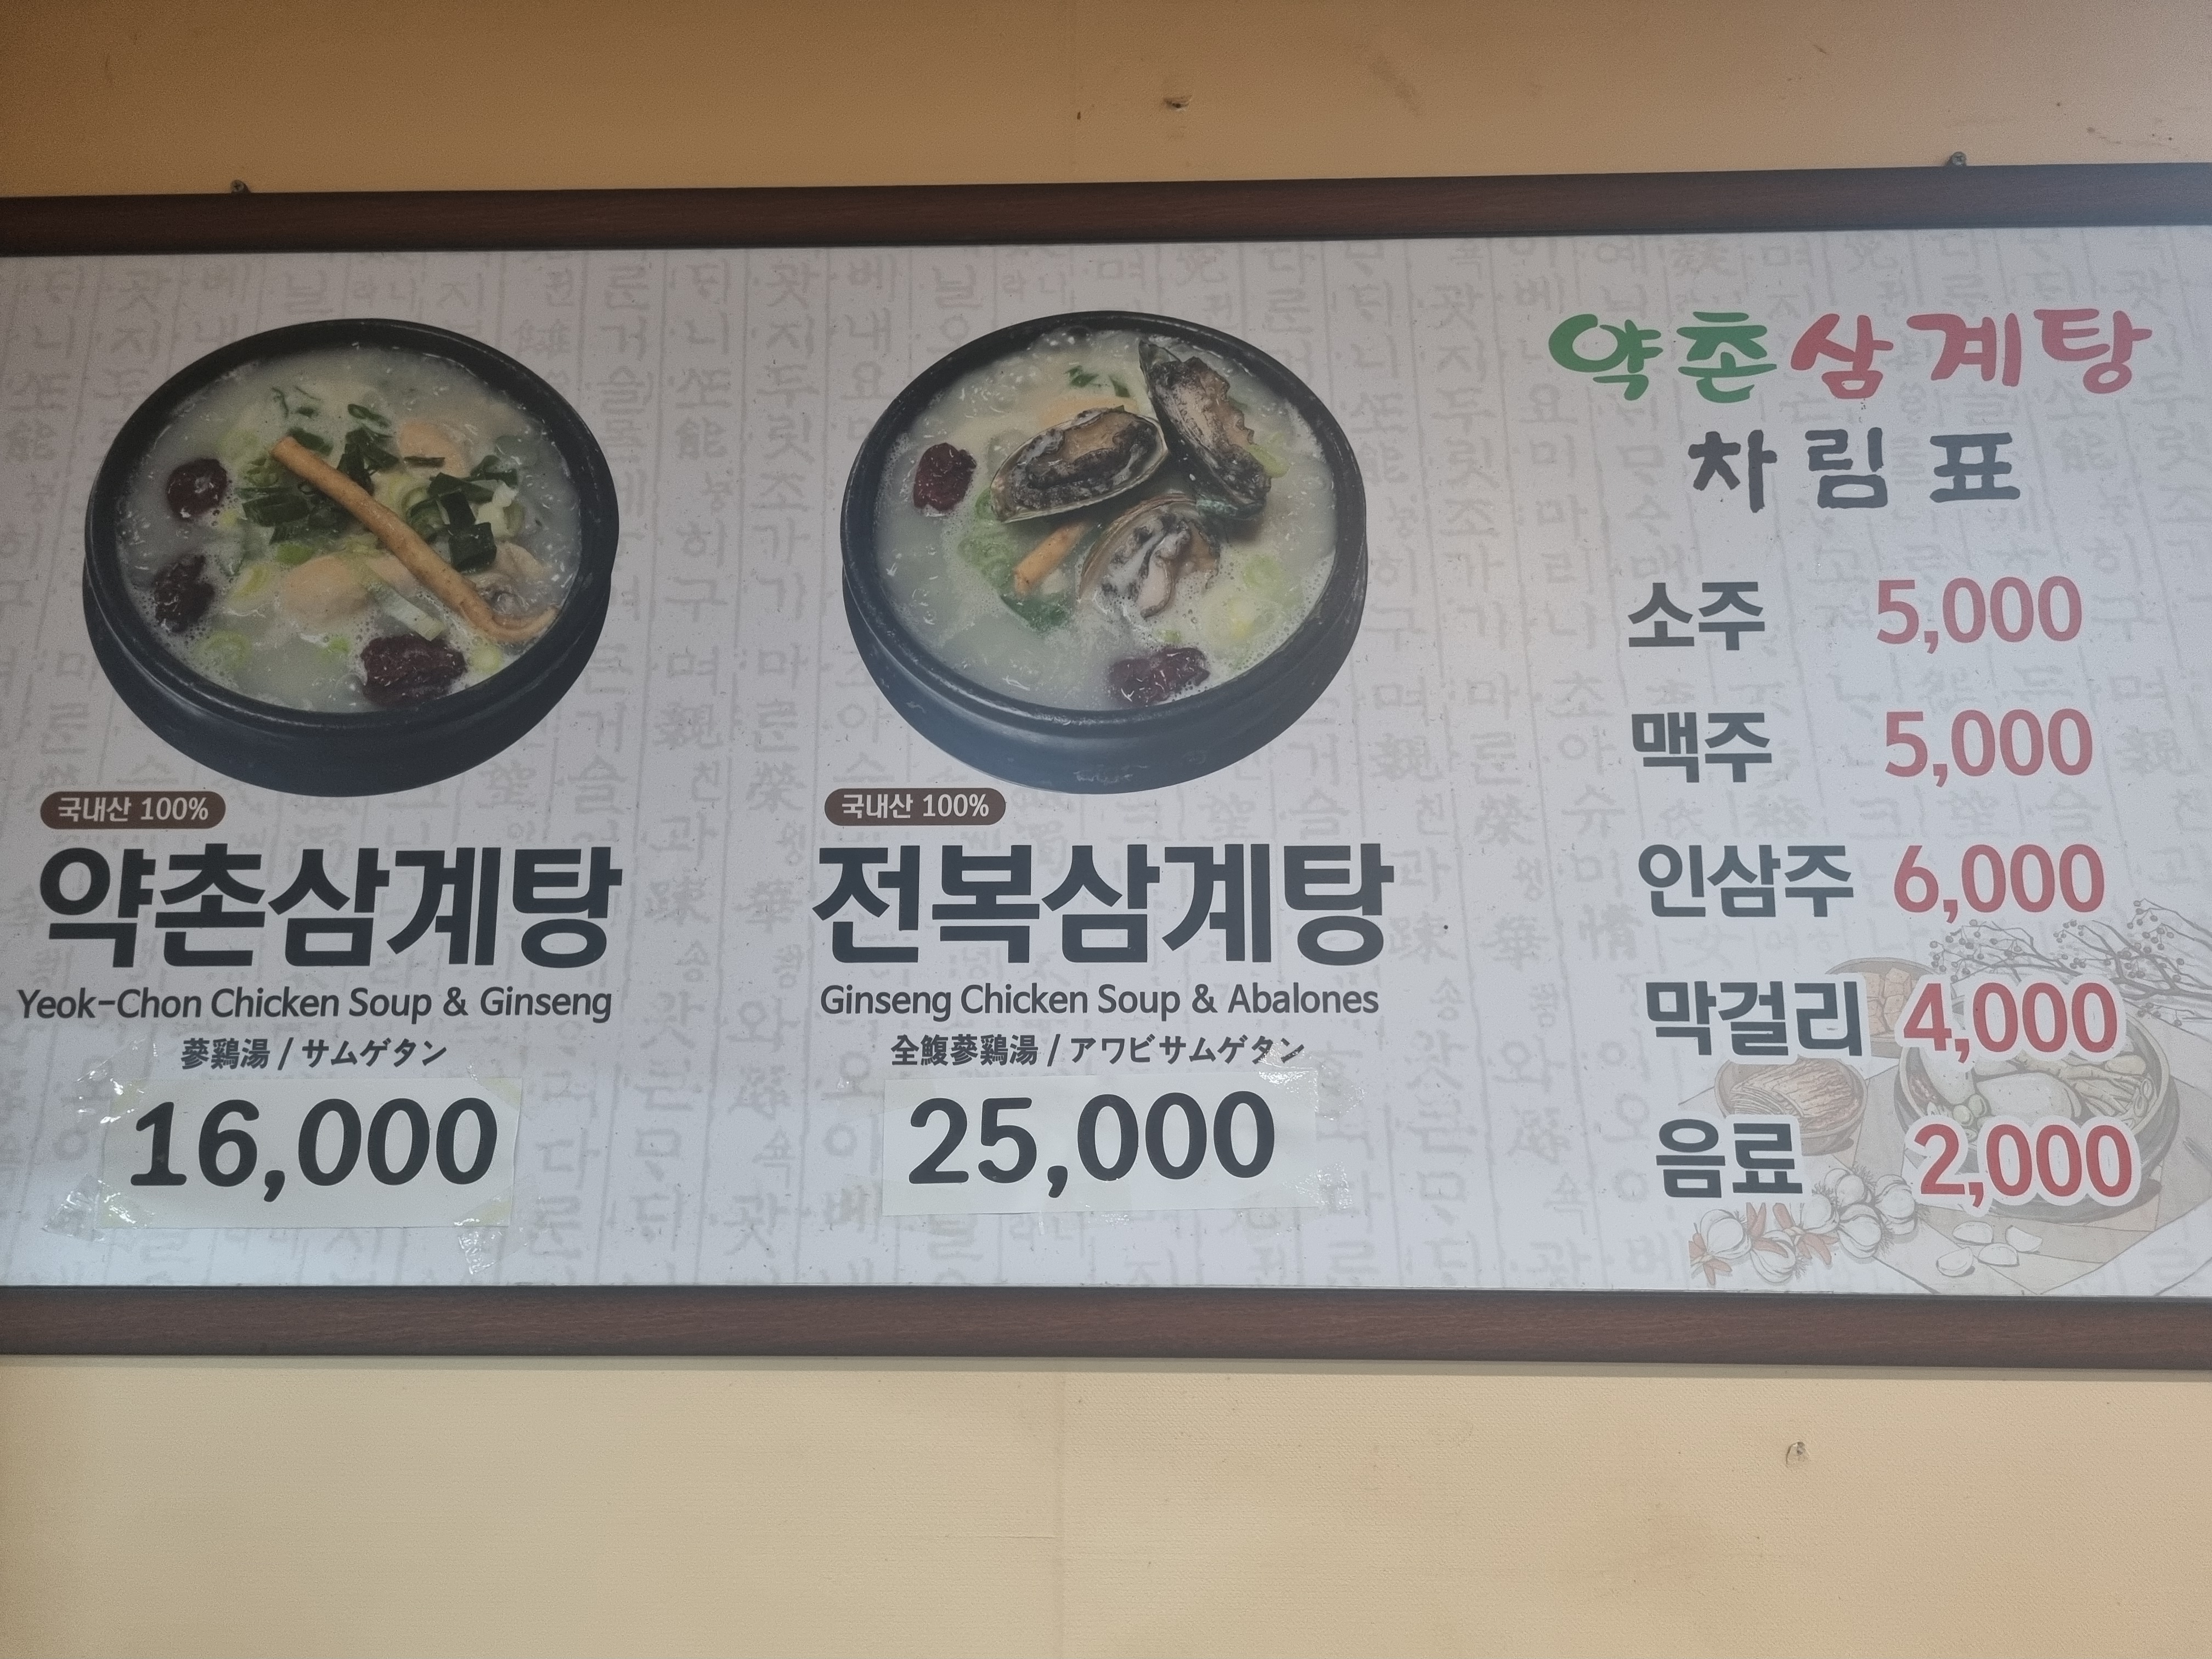 국내산 100%
약촌삼계탕
Yeok-Chon Chicken Soup & Ginseng
蔘鷄湯 / サムゲタン
16,000
국내산 100%
전복삼계탕
Ginseng Chicken Soup & Abalones
全鰒蔘鷄湯 / アワビサムゲタン
25,000
약촌삼계탕
차림표
소주 5,000
맥주 5,000
인삼주 6,000
막걸리 4,000
음료 2,000